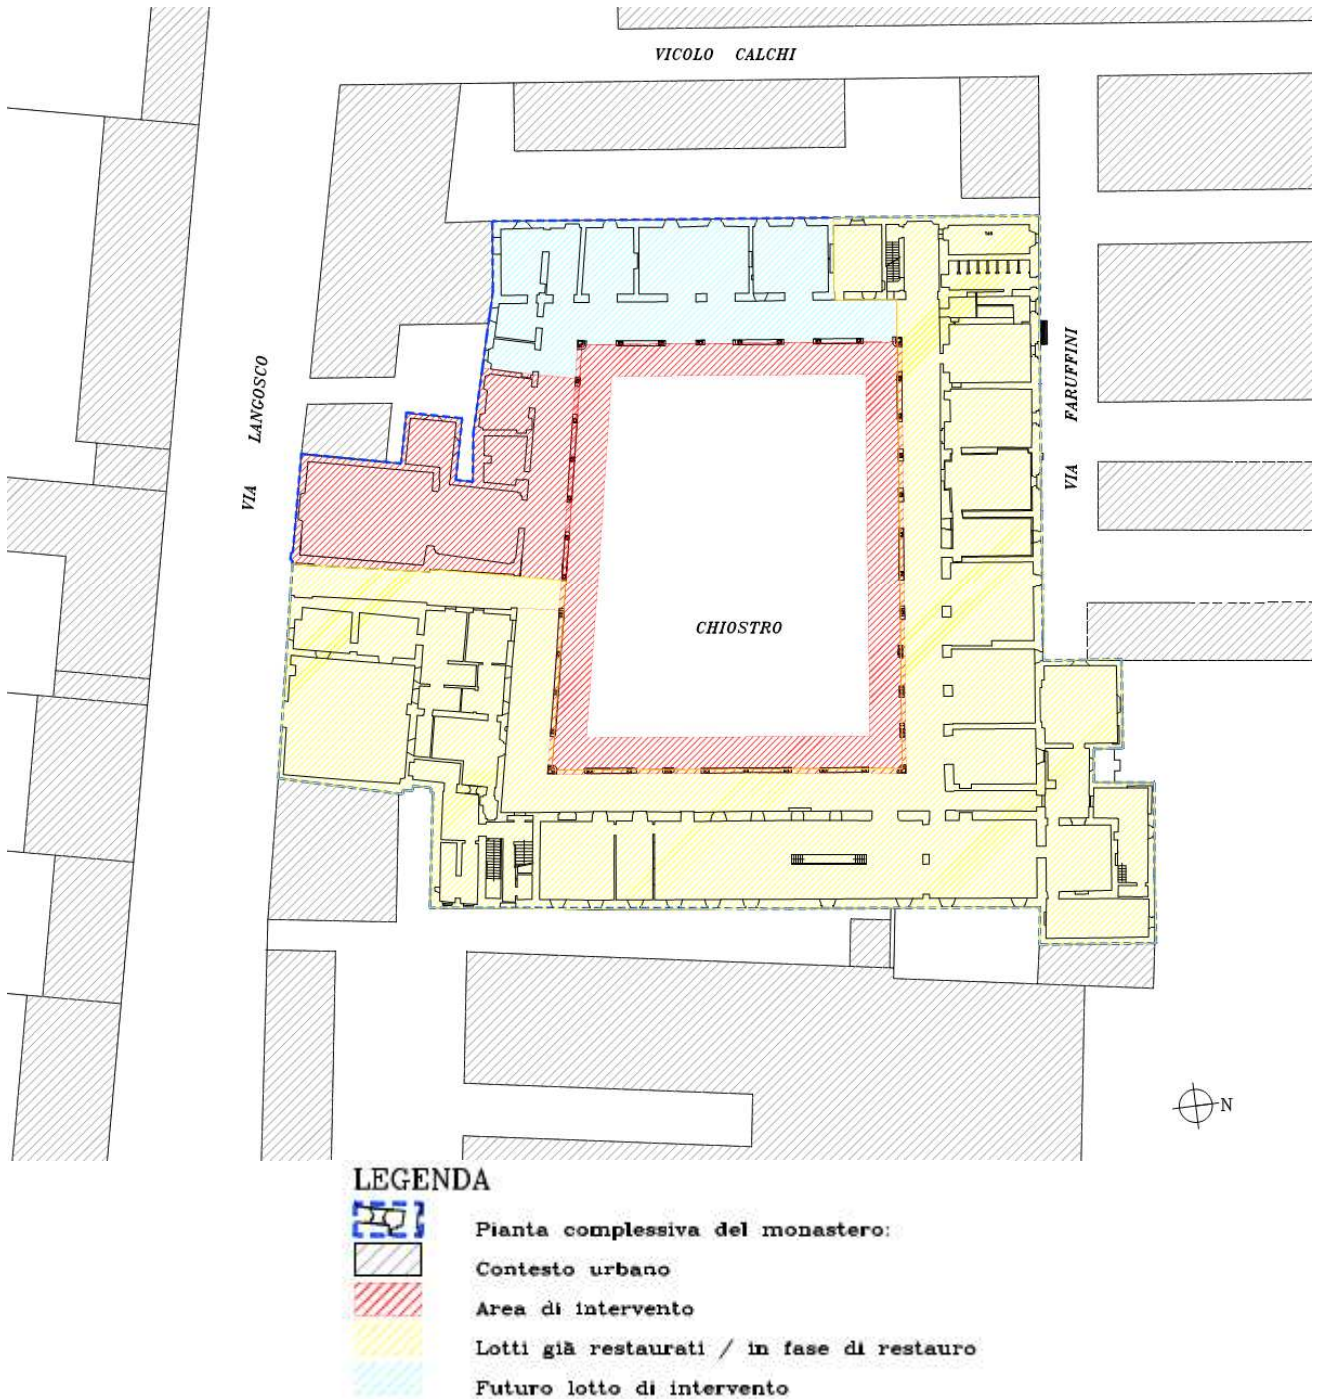 VICOLO CALCHI
VIA LANGOSCO
VIA FARUFFINI
CHIOSTRO
N
LEGENDA
Pianta complessiva del monastero:
Contesto urbano
Area di intervento
Lotti già restaurati / in fase di restauro
Futuro lotto di intervento